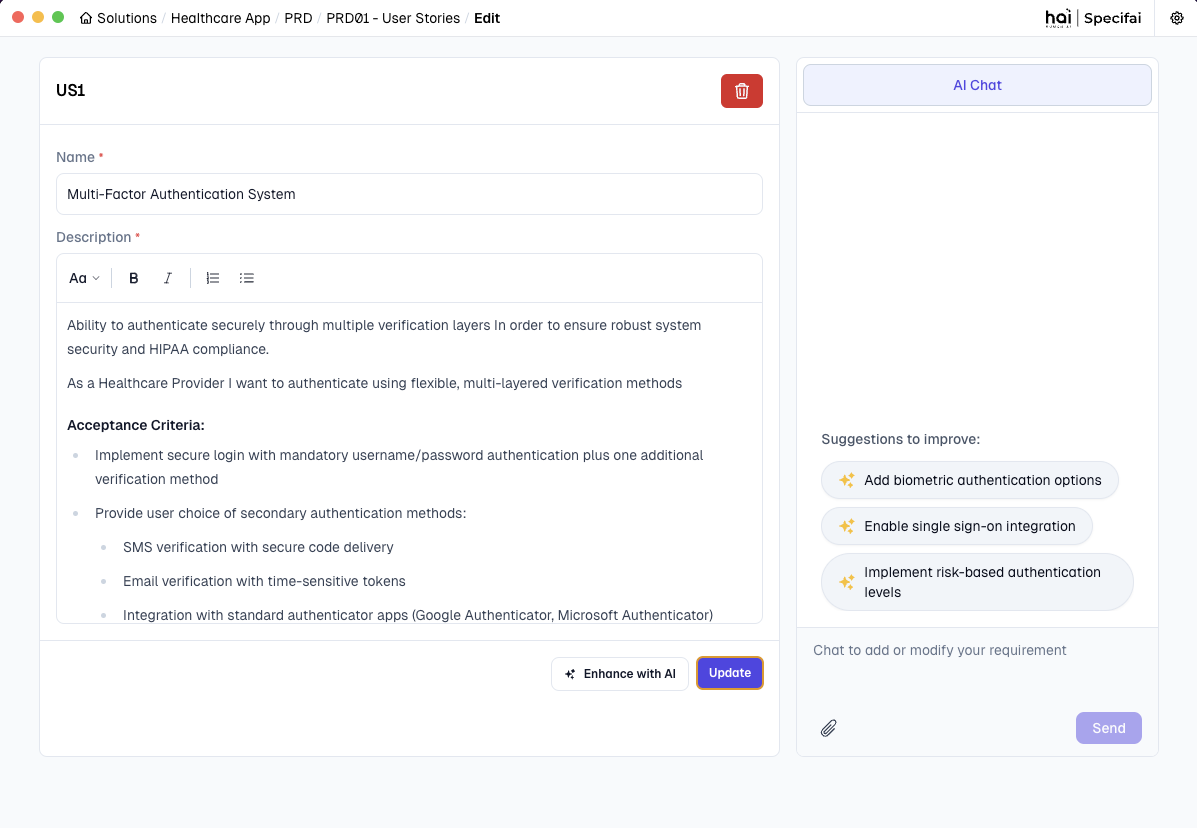 Solutions / Healthcare App / PRD / PRD01 - User Stories / Edit
hai | Specifai
US1
Name *
Multi-Factor Authentication System
Description *
Aa B I
Ability to authenticate securely through multiple verification layers In order to ensure robust system
security and HIPAA compliance.
As a Healthcare Provider I want to authenticate using flexible, multi-layered verification methods
Acceptance Criteria:
Implement secure login with mandatory username/password authentication plus one additional
verification method
Provide user choice of secondary authentication methods:
SMS verification with secure code delivery
Email verification with time-sensitive tokens
Integration with standard authenticator apps (Google Authenticator, Microsoft Authenticator)
Enhance with AI
Update
AI Chat
Suggestions to improve:
Add biometric authentication options
Enable single sign-on integration
Implement risk-based authentication
levels
Chat to add or modify your requirement
Send